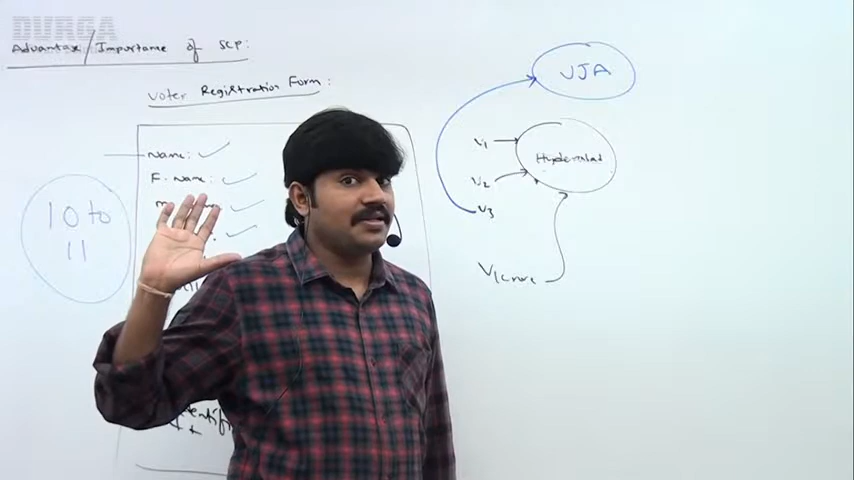 DURGA
Advantage/Importance of SCP:
Voter Registration Form:
Name: ✓
F. Name: ✓
10 to
11
VJA
V1
Hyderabad
V2
V3
V1crore